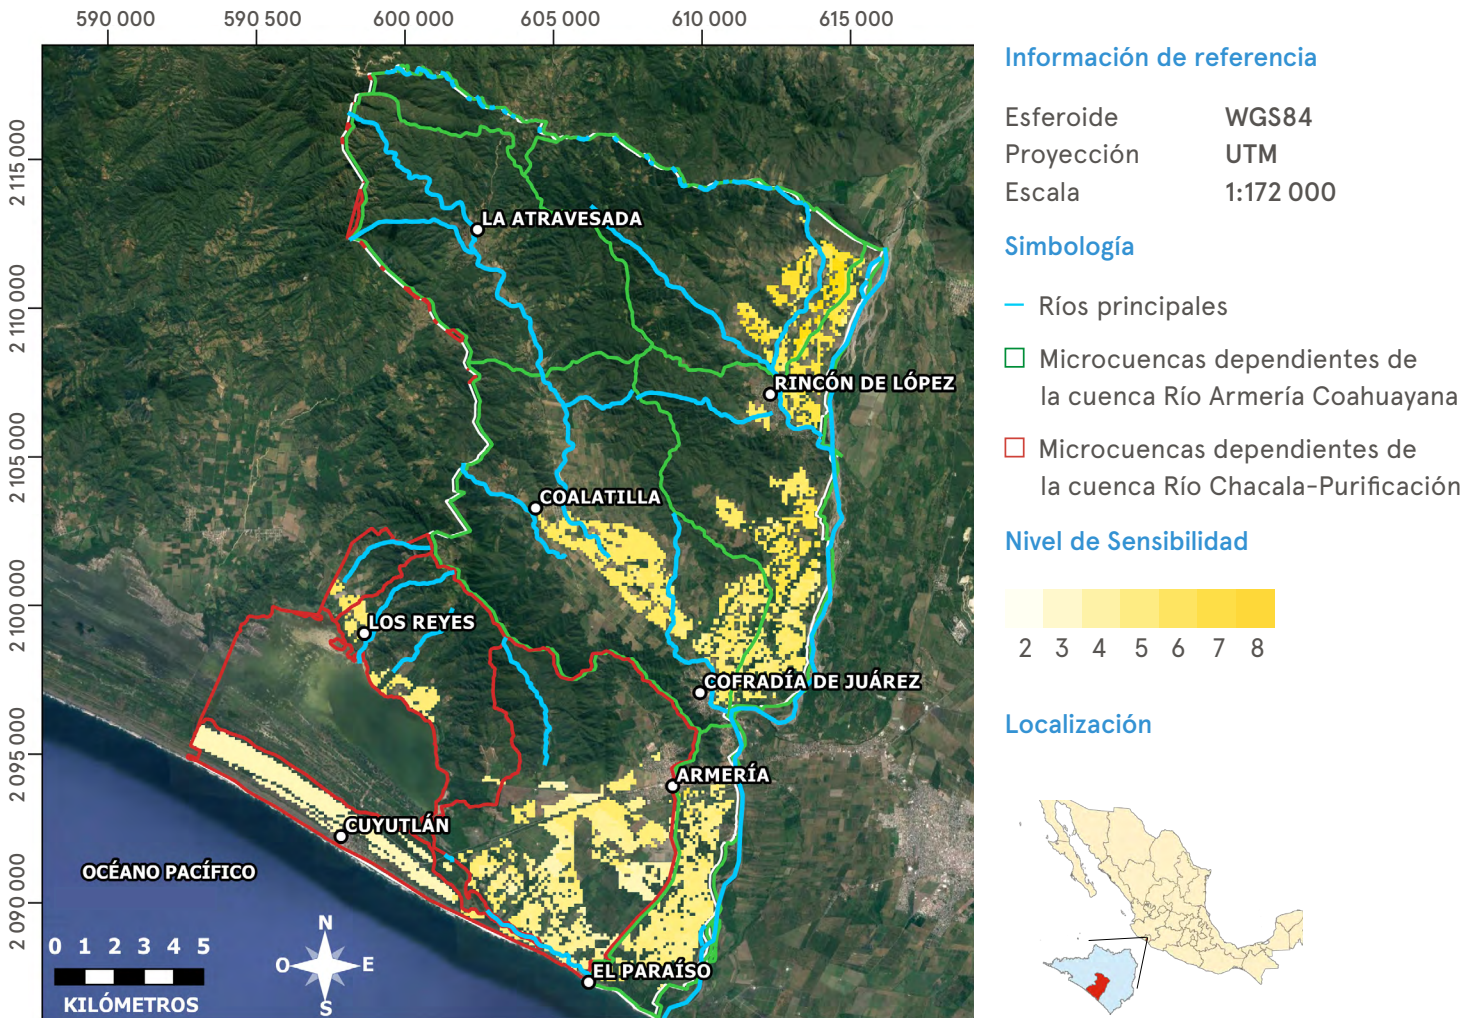 590 000
590 500
600 000
605 000
610 000
615 000
2 115 000
2 110 000
2 105 000
2 100 000
2 095 000
2 090 000
LA ATRAVESADA
RINCÓN DE LÓPEZ
COALATILLA
LOS REYES
COFRADÍA DE JUÁREZ
ARMERÍA
CUYUTLÁN
OCÉANO PACÍFICO
EL PARAÍSO
0 1 2 3 4 5
KILÓMETROS
N
O
E
S
Información de referencia
Esferoide WGS84
Proyección UTM
Escala 1:172 000
Simbología
Ríos principales
Microcuencas dependientes de
la cuenca Río Armería Coahuayana
Microcuencas dependientes de
la cuenca Río Chacala-Purificación
Nivel de Sensibilidad
2 3 4 5 6 7 8
Localización